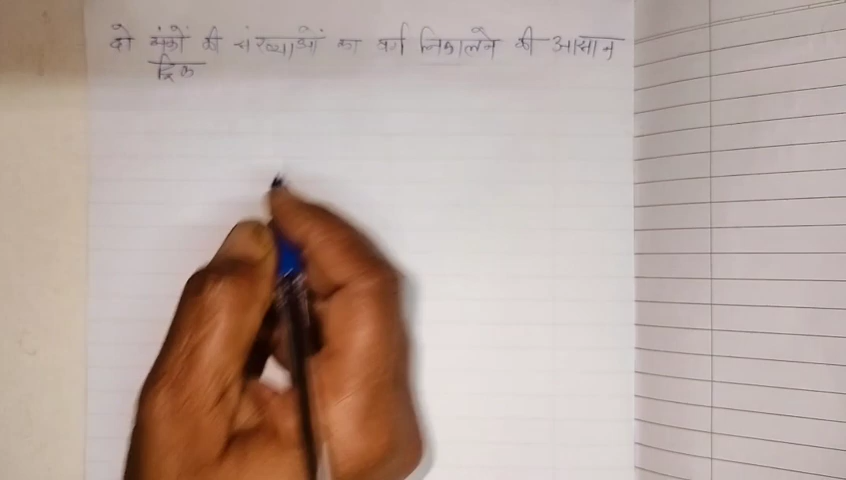 दो अंकों की संख्याओं का वर्ग निकालने की आसान
ट्रिक